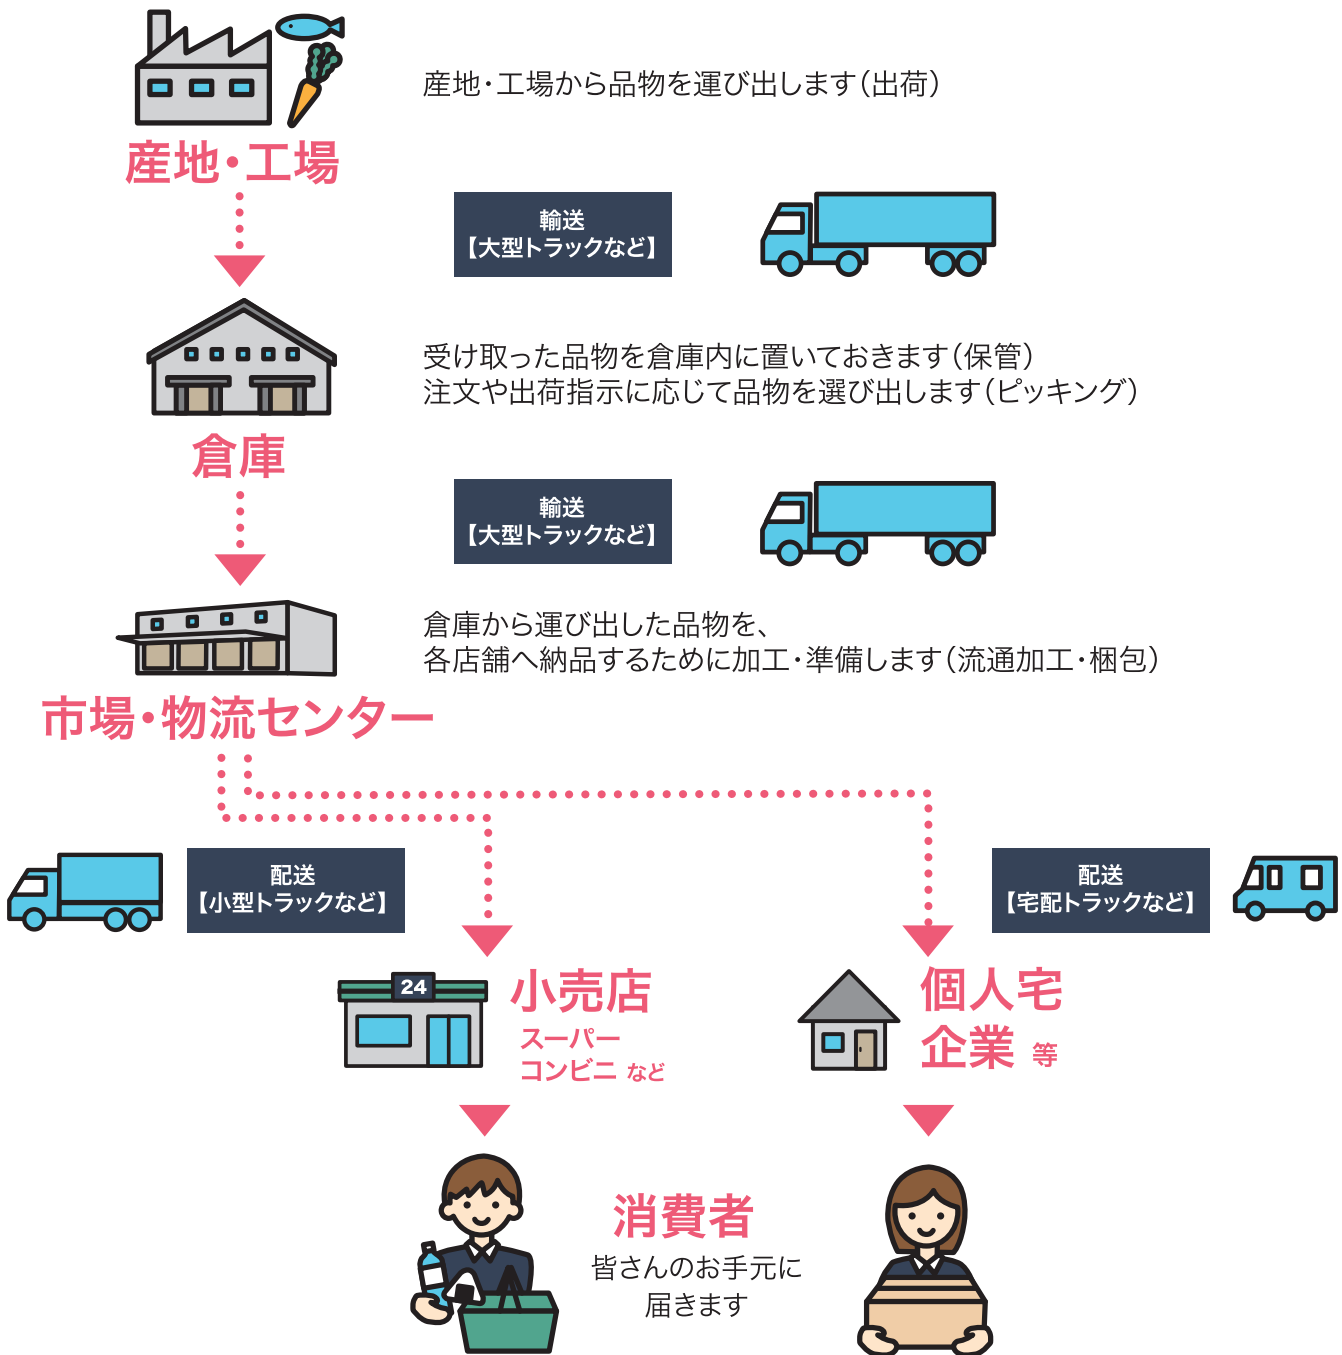 産地・工場から品物を運び出します（出荷）
産地・工場
輸送
【大型トラックなど】
受け取った品物を倉庫内に置いておきます（保管）
注文や出荷指示に応じて品物を選び出します（ピッキング）
倉庫
輸送
【大型トラックなど】
倉庫から運び出した品物を、
各店舗へ納品するために加工・準備します（流通加工・梱包）
市場・物流センター
配送
【小型トラックなど】
配送
【宅配トラックなど】
24
小売店
スーパー
コンビニ など
個人宅
企業 等
消費者
皆さんのお手元に
届きます